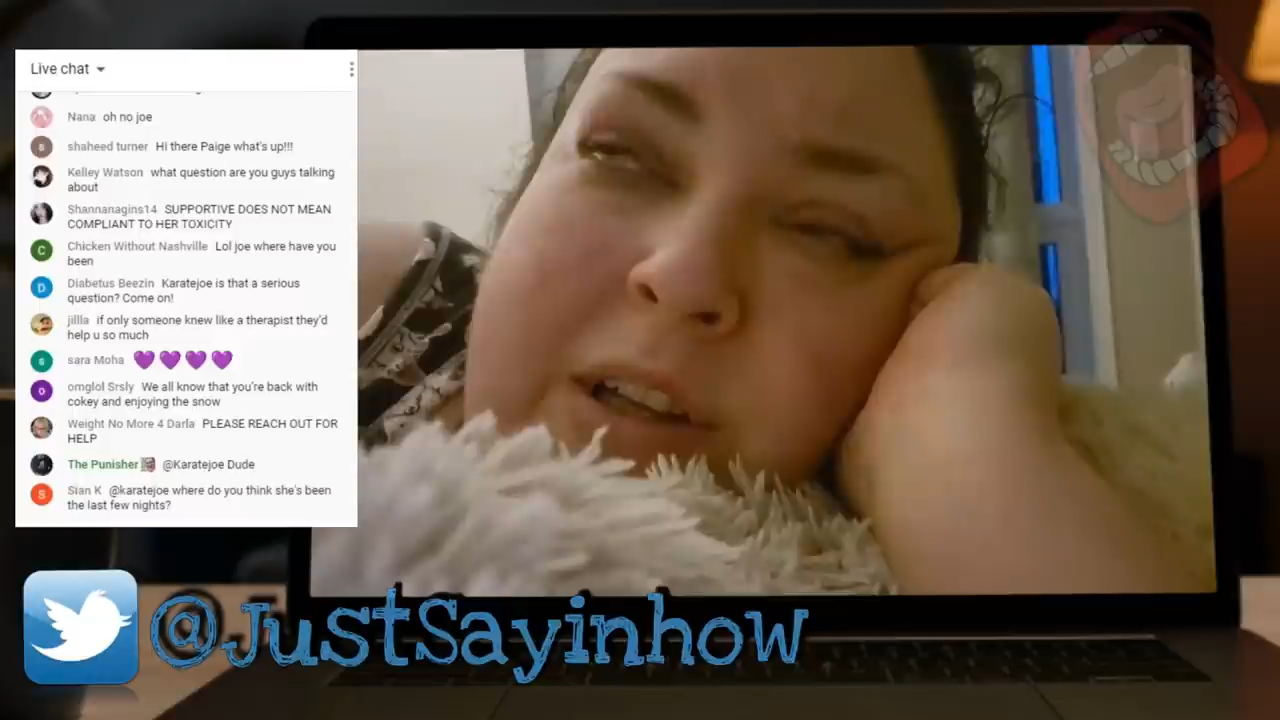 Live chat
Nana oh no joe
shaheed turner Hi there Paige what's up!!!
Kelley Watson what question are you guys talking
about
Shannanagins14 SUPPORTIVE DOES NOT MEAN
COMPLIANT TO HER TOXICITY
Chicken Without Nashville Lol joe where have you
been
Diabetus Beezin Karatejoe is that a serious
question? Come on!
jillla if only someone knew like a therapist they'd
help u so much
sara Moha 💜💜💜💜
omglol Srsly We all know that you're back with
cokey and enjoying the snow
Weight No More 4 Darla PLEASE REACH OUT FOR
HELP
The Punisher @Karatejoe Dude
Sian K @karatejoe where do you think she's been
the last few nights?
@JustSayinhow